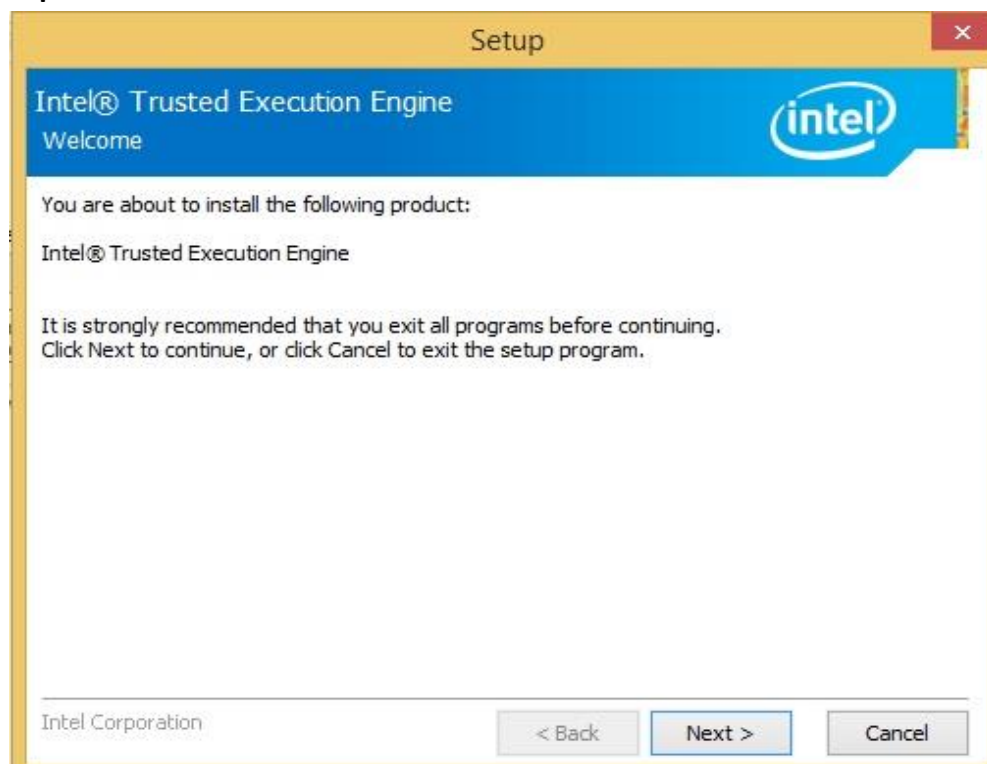 Setup
Intel® Trusted Execution Engine
Welcome
intel
You are about to install the following product:
Intel® Trusted Execution Engine
It is strongly recommended that you exit all programs before continuing.
Click Next to continue, or click Cancel to exit the setup program.
Intel Corporation
< Back
Next >
Cancel